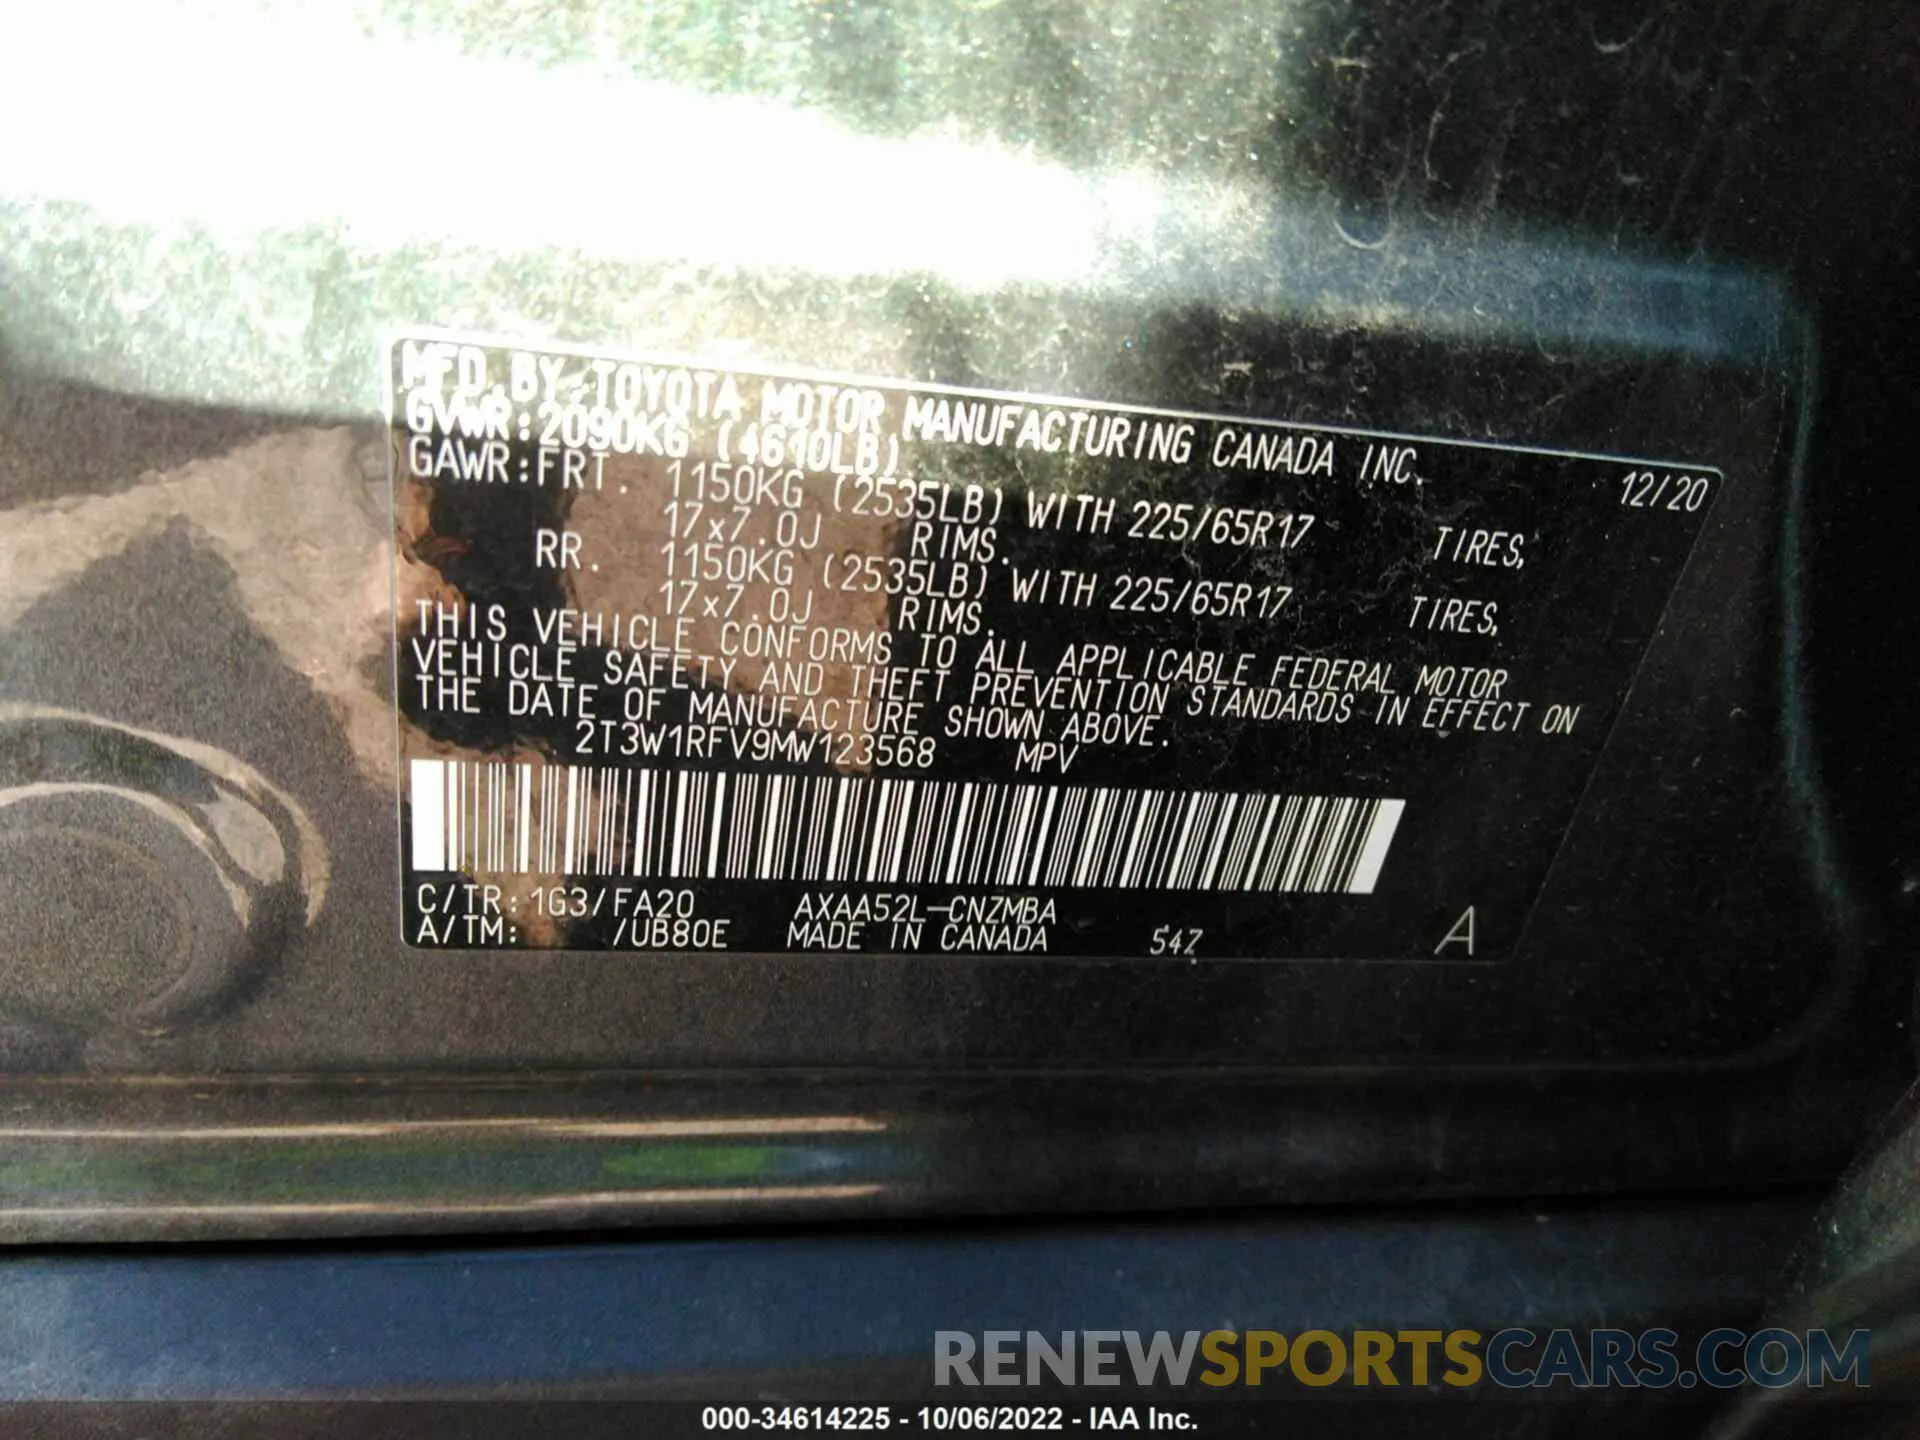 MFD.BY:TOYOTA MOTOR MANUFACTURING CANADA INC. 12/20
GVWR:2090KG (4610LB)
GAWR:FRT. 1150KG (2535LB) WITH 225/65R17 TIRES,
17x7.0J RIMS.
RR. 1150KG (2535LB) WITH 225/65R17 TIRES,
17x7.0J RIMS.
THIS VEHICLE CONFORMS TO ALL APPLICABLE FEDERAL MOTOR
VEHICLE SAFETY AND THEFT PREVENTION STANDARDS IN EFFECT ON
THE DATE OF MANUFACTURE SHOWN ABOVE.
2T3W1RFV9MW123568 MPV
C/TR:1G3/FA20 AXAA52L-CNZMBA
A/TM: /UB80E MADE IN CANADA 54Z A
RENEWSPORTSCARS.COM
000-34614225 - 10/06/2022 - IAA Inc.